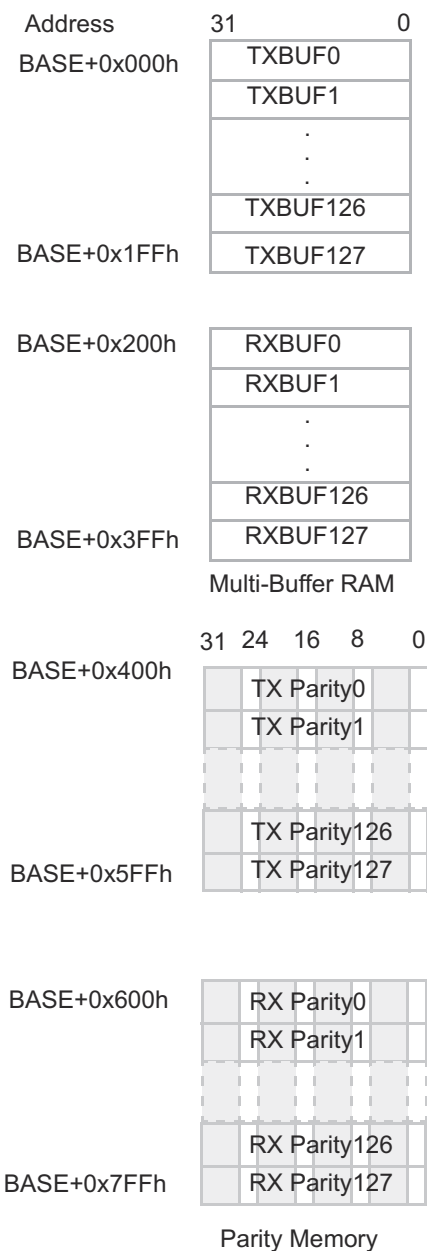 Address 31 0
BASE+0x000h TXBUF0
TXBUF1
.
.
.
TXBUF126
BASE+0x1FFh TXBUF127
BASE+0x200h RXBUF0
RXBUF1
.
.
.
RXBUF126
BASE+0x3FFh RXBUF127
Multi-Buffer RAM
31 24 16 8 0
BASE+0x400h TX Parity0
TX Parity1
TX Parity126
BASE+0x5FFh TX Parity127
BASE+0x600h RX Parity0
RX Parity1
RX Parity126
BASE+0x7FFh RX Parity127
Parity Memory